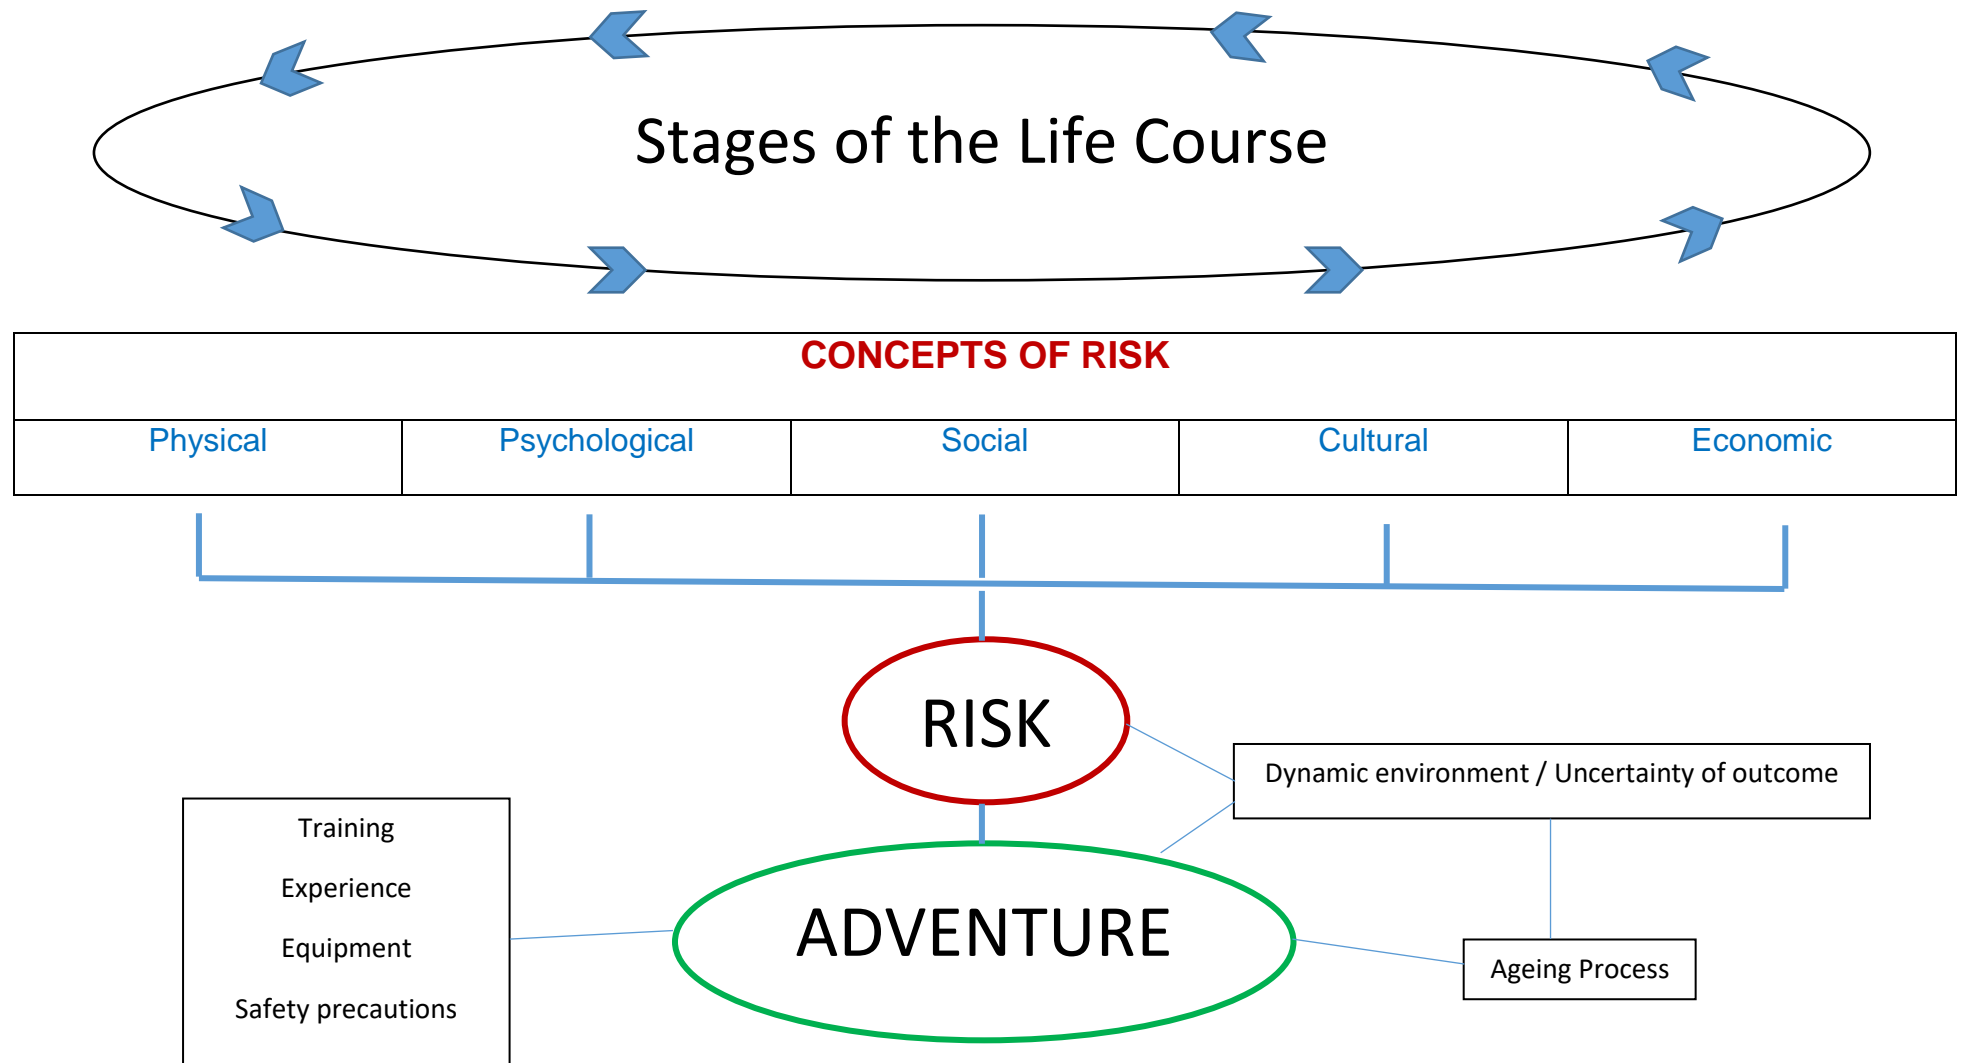 Stages of the Life Course
CONCEPTS OF RISK
Physical
Psychological
Social
Cultural
Economic
RISK
Dynamic environment / Uncertainty of outcome
Training
Experience
Equipment
Safety precautions
ADVENTURE
Ageing Process